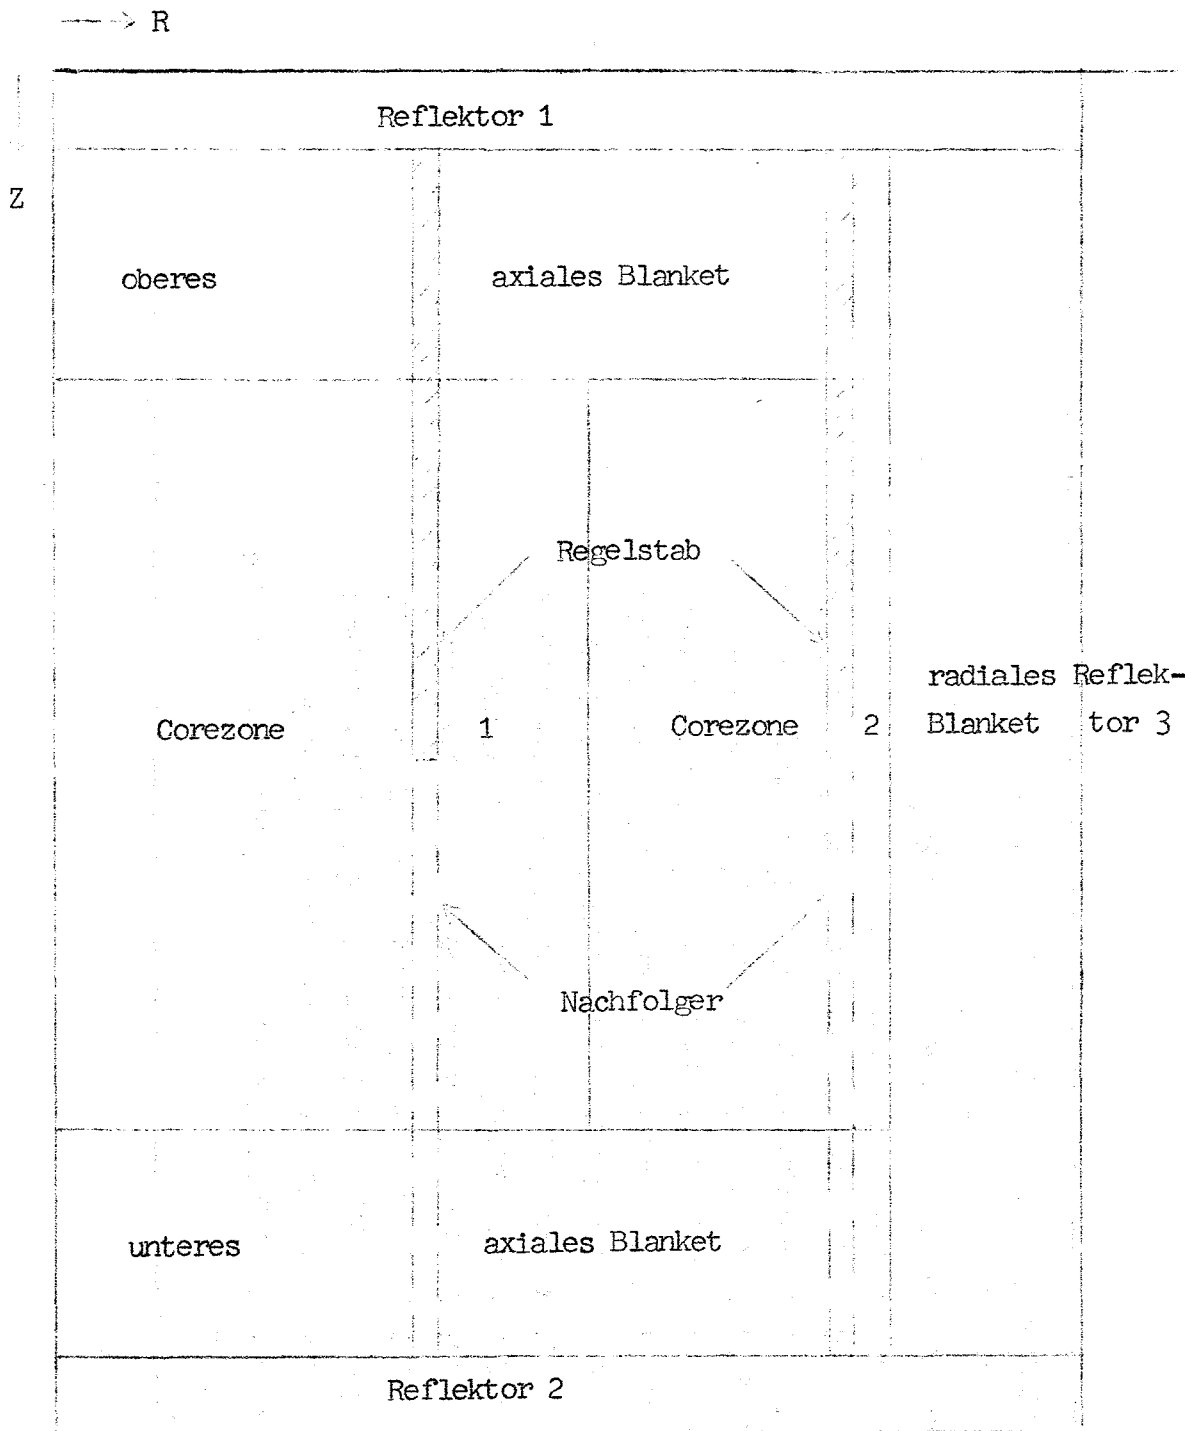 R
Reflektor 1
Z
oberes axiales Blanket
Regelstab
radiales Reflek-
Corezone 1 Corezone 2 Blanket tor 3
Nachfolger
unteres axiales Blanket
Reflektor 2